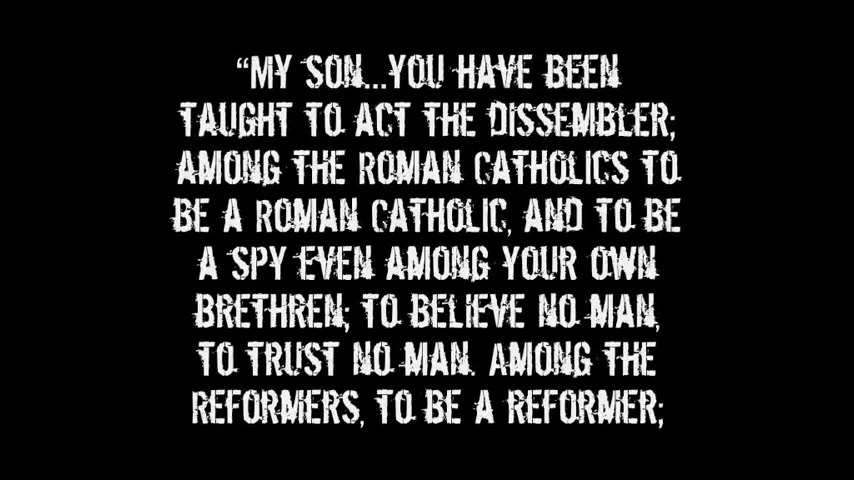 “MY SON...YOU HAVE BEEN
TAUGHT TO ACT THE DISSEMBLER;
AMONG THE ROMAN CATHOLICS TO
BE A ROMAN CATHOLIC, AND TO BE
A SPY EVEN AMONG YOUR OWN
BRETHREN; TO BELIEVE NO MAN,
TO TRUST NO MAN. AMONG THE
REFORMERS, TO BE A REFORMER;